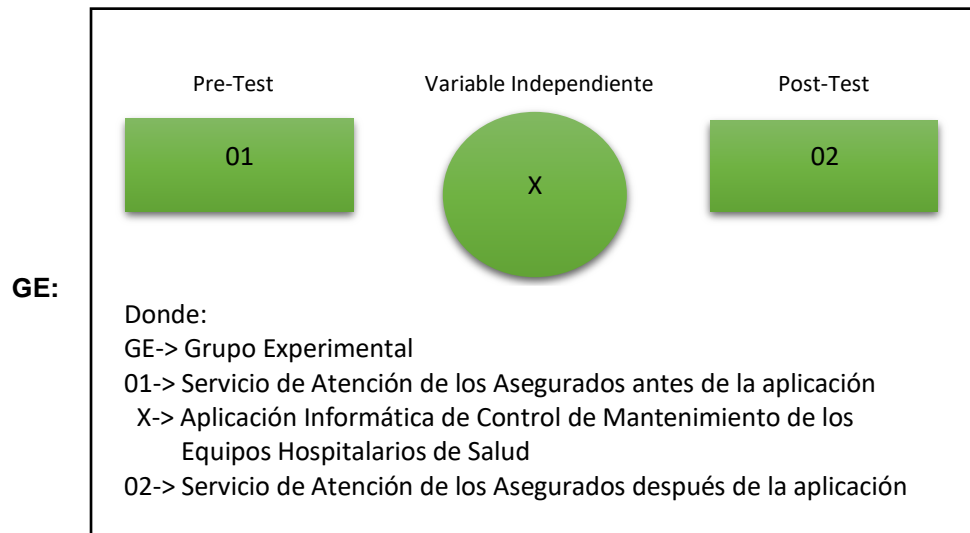 Pre-Test Variable Independiente Post-Test
01 X 02
GE:
Donde:
GE-> Grupo Experimental
01-> Servicio de Atención de los Asegurados antes de la aplicación
X-> Aplicación Informática de Control de Mantenimiento de los
Equipos Hospitalarios de Salud
02-> Servicio de Atención de los Asegurados después de la aplicación